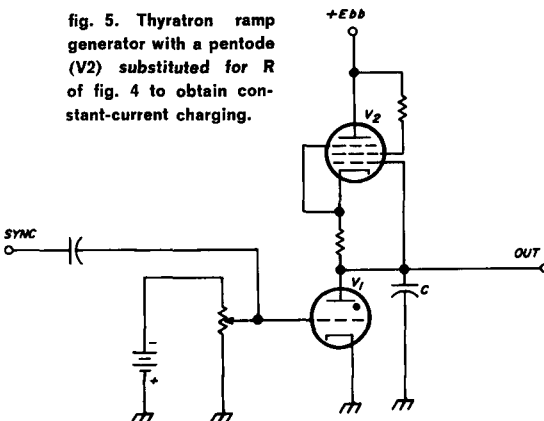 fig. 5. Thyratron ramp
generator with a pentode
(V2) substituted for R
of fig. 4 to obtain con-
stant-current charging.
+Ebb
V2
SYNC
OUT
V1
C
-
+